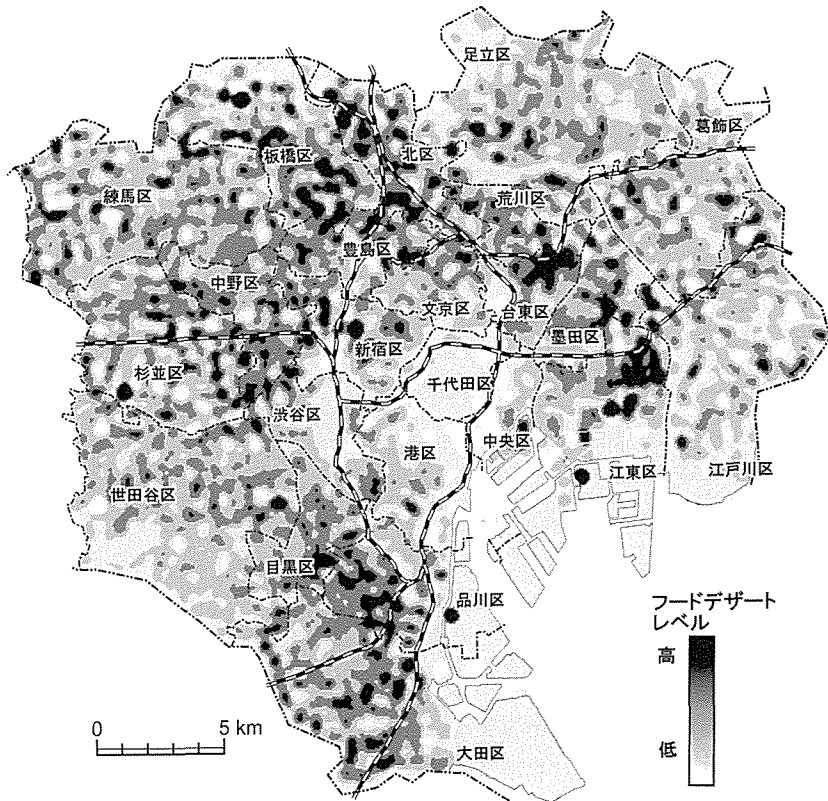 足立区
葛飾区
板橋区
北区
練馬区
荒川区
豊島区
中野区
文京区
台東区
墨田区
新宿区
杉並区
千代田区
渋谷区
中央区
港区
江東区
江戸川区
世田谷区
目黒区
品川区
大田区
フードデザート
レベル
高
低
0 5 km